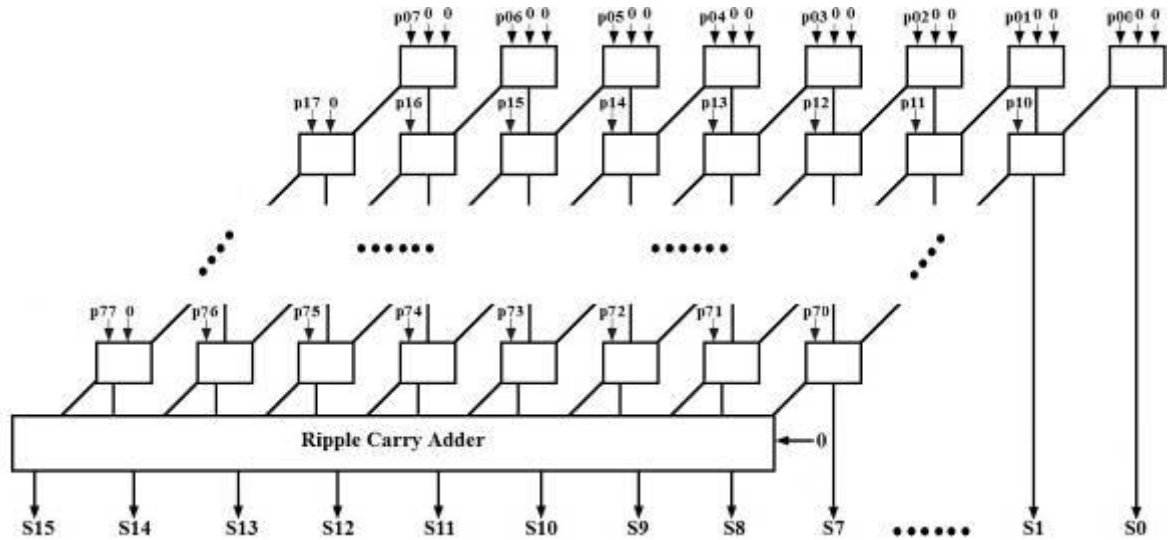 p07 0 0 p06 0 0 p05 0 0 p04 0 0 p03 0 0 p02 0 0 p01 0 0 p00 0 0
p17 0 p16 p15 p14 p13 p12 p11 p10
p77 0 p76 p75 p74 p73 p72 p71 p70
Ripple Carry Adder 0
S15 S14 S13 S12 S11 S10 S9 S8 S7 S1 S0